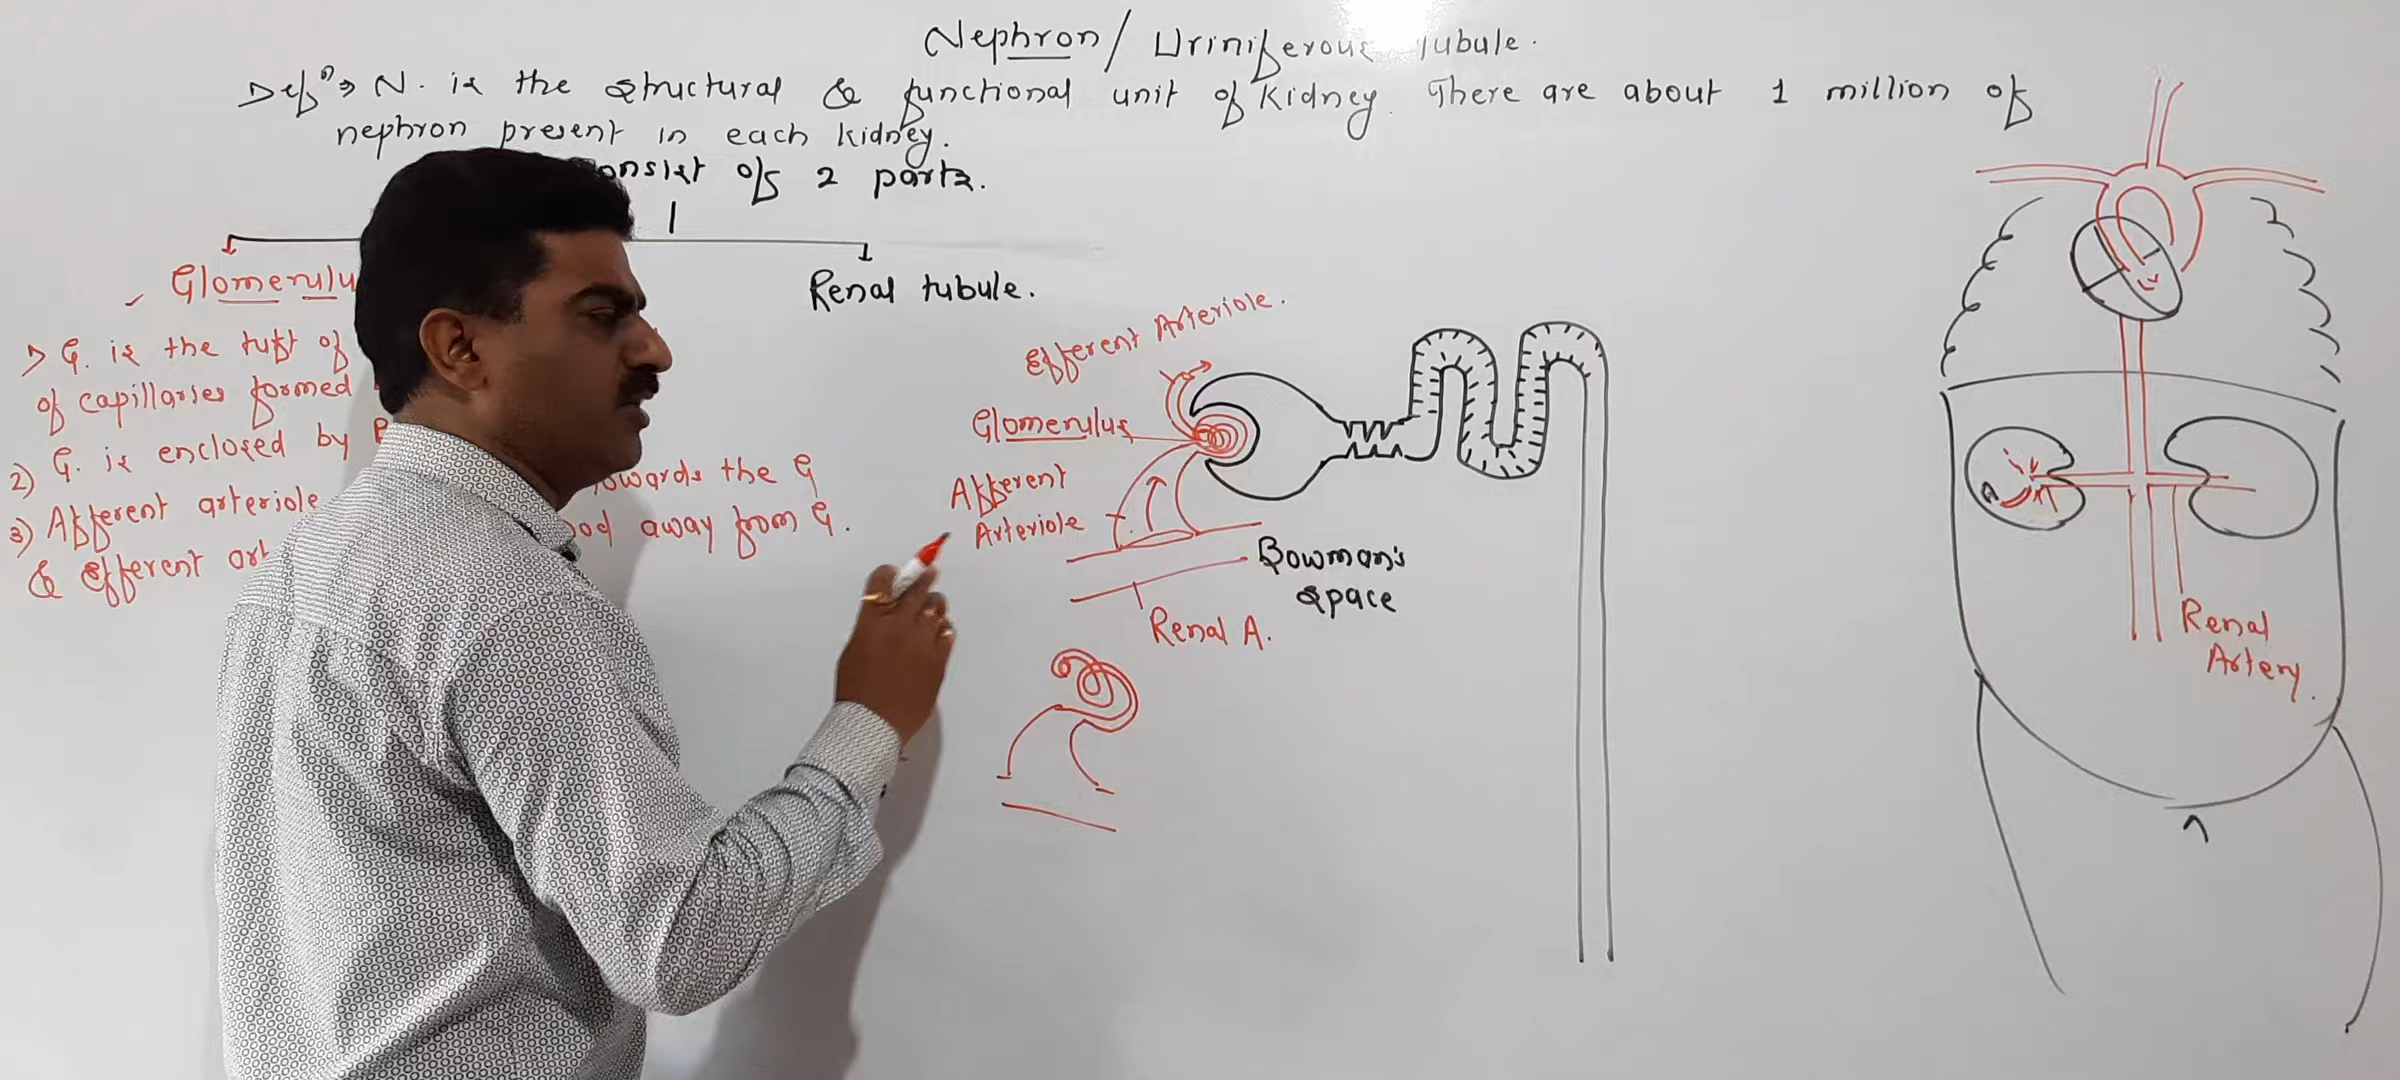 Nephron / Uriniferous Tubule.
Defn → N. is the structural & functional unit of Kidney. There are about 1 million of
nephron present in each kidney.
consist of 2 parts.
Glomerulu
Renal tubule.
1) G. is the tuft of
of capillaries formed
2) G. is enclosed by
3) Afferent arteriole towards the G
& Efferent art away from G.
Efferent Arteriole.
Glomerulus
Afferent
Arteriole
Bowman's
space
Renal A.
Renal
Artery.